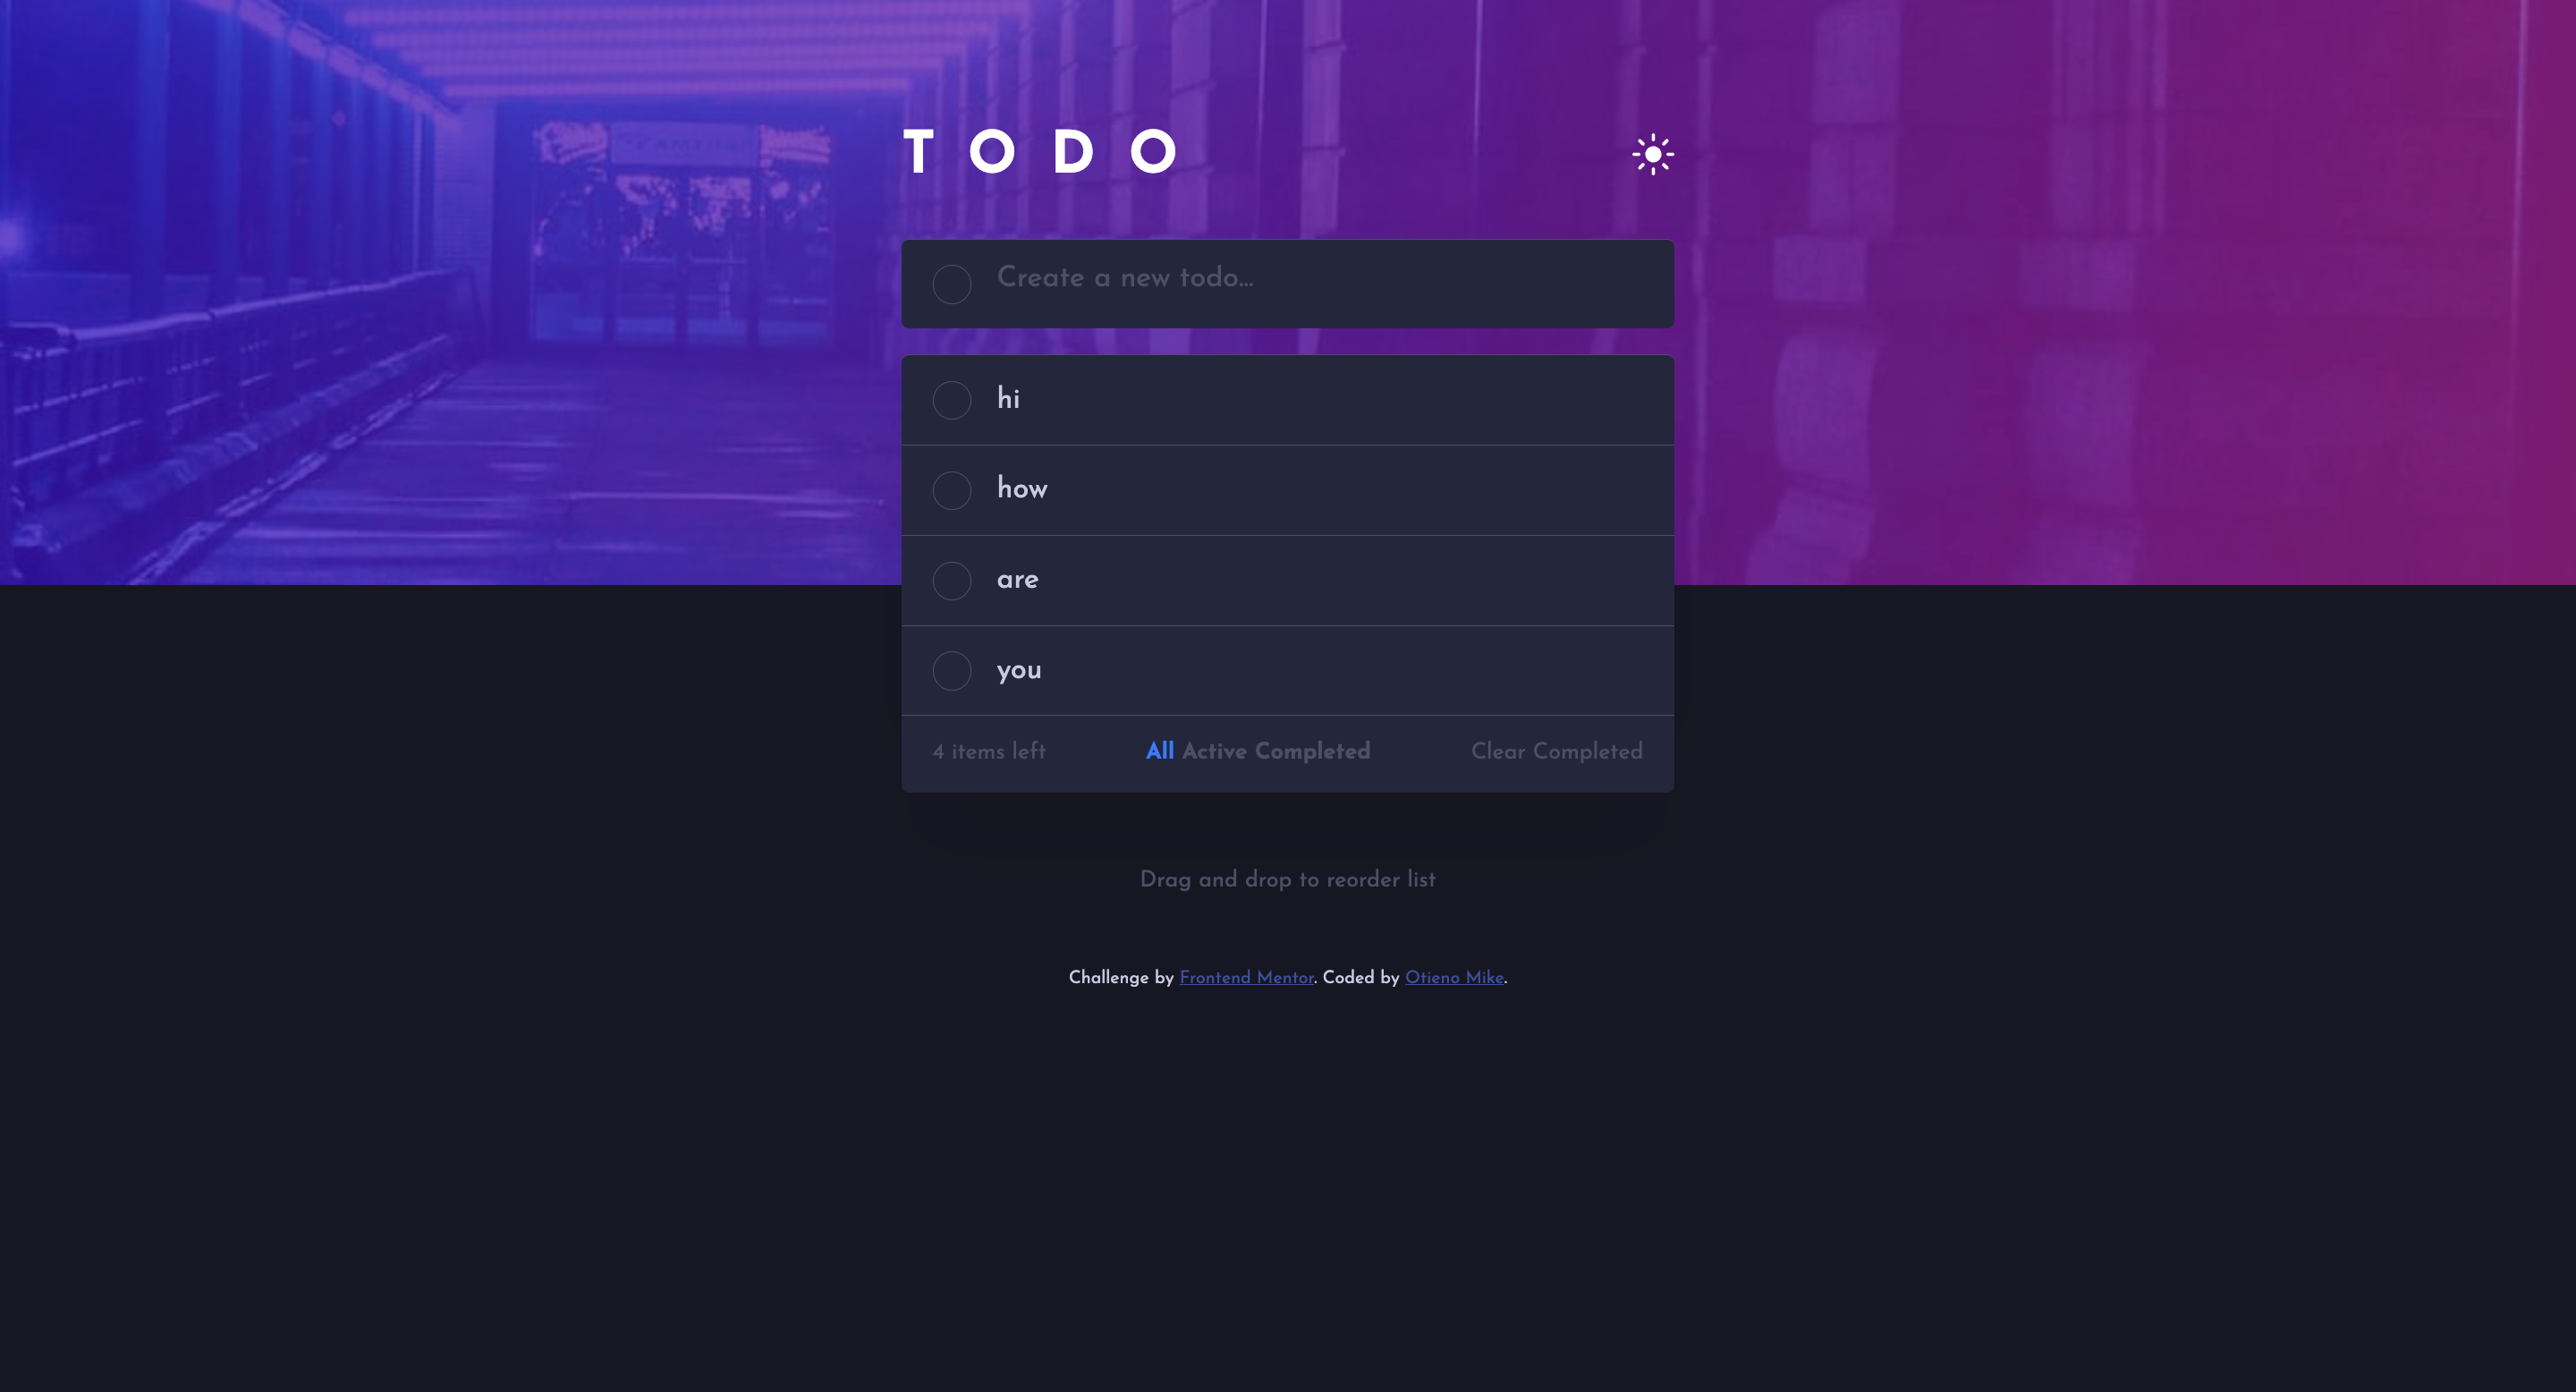 TODO
Create a new todo...
hi
how
are
you
4 items left All Active Completed Clear Completed
Drag and drop to reorder list
Challenge by Frontend Mentor. Coded by Otieno Mike.